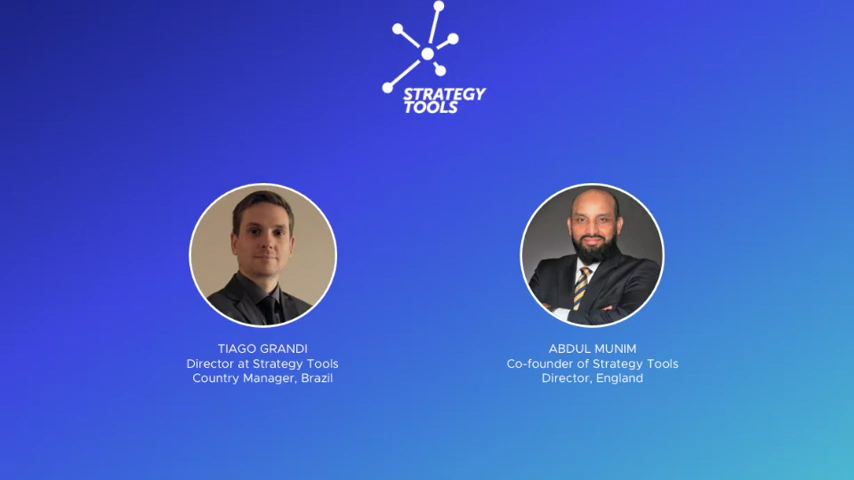 STRATEGY
TOOLS
TIAGO GRANDI
Director at Strategy Tools
Country Manager, Brazil
ABDUL MUNIM
Co-founder of Strategy Tools
Director, England